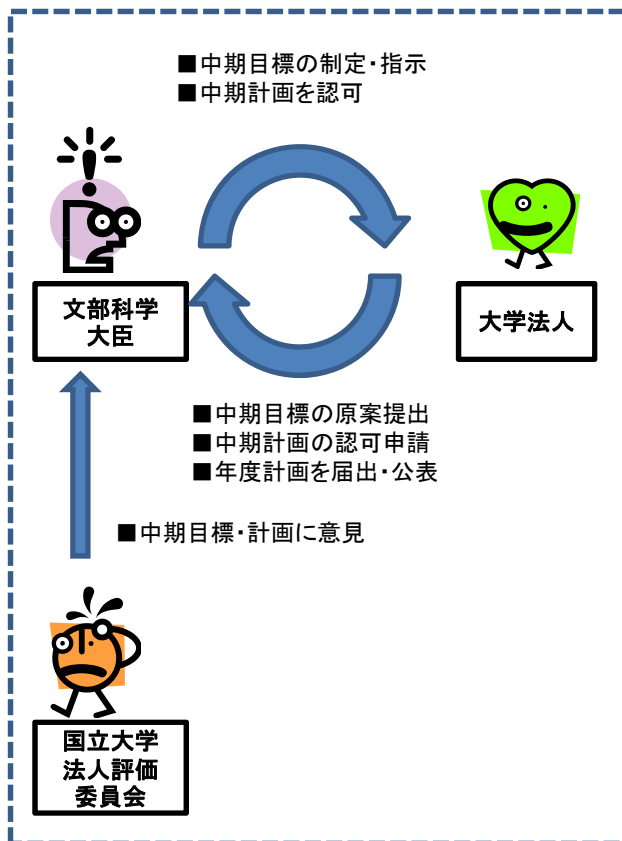 ■中期目標の制定・指示
■中期計画を認可
文部科学
大臣
大学法人
■中期目標の原案提出
■中期計画の認可申請
■年度計画を届出・公表
■中期目標・計画に意見
国立大学
法人評価
委員会